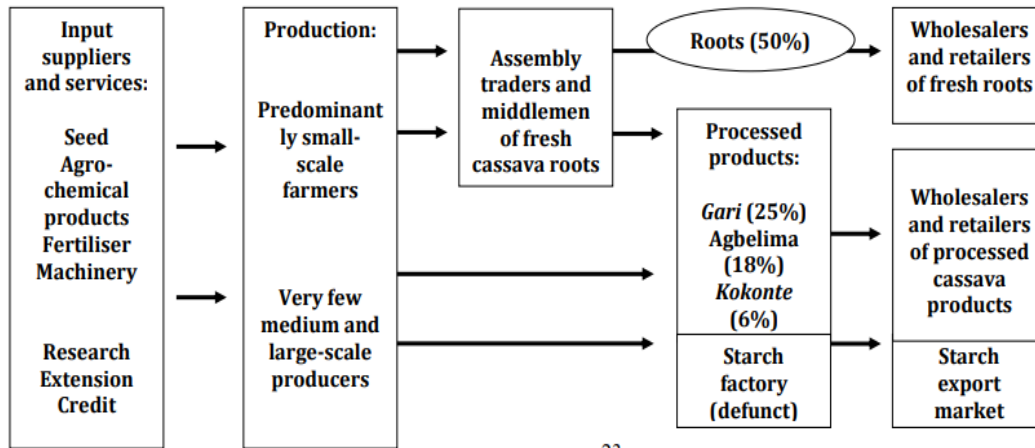 Input
suppliers
and services:
Seed
Agro-
chemical
products
Fertiliser
Machinery
Research
Extension
Credit
Production:
Predominant
ly small-
scale
farmers
Very few
medium and
large-scale
producers
Assembly
traders and
middlemen
of fresh
cassava roots
Roots (50%)
Processed
products:
Gari (25%)
Agbelima
(18%)
Kokonte
(6%)
Starch
factory
(defunct)
Wholesalers
and retailers
of fresh roots
Wholesalers
and retailers
of processed
cassava
products
Starch
export
market